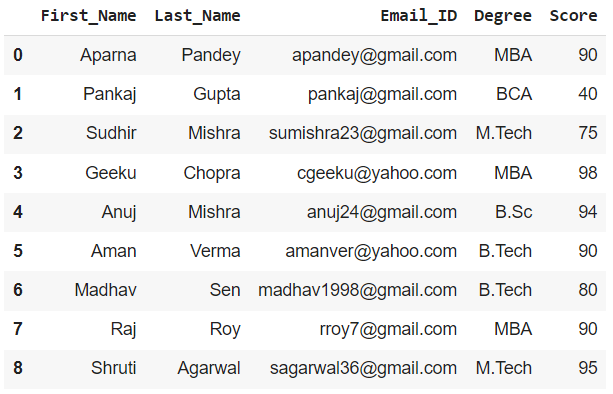 First_Name Last_Name Email_ID Degree Score
0 Aparna Pandey apandey@gmail.com MBA 90
1 Pankaj Gupta pankaj@gmail.com BCA 40
2 Sudhir Mishra sumishra23@gmail.com M.Tech 75
3 Geeku Chopra cgeeku@yahoo.com MBA 98
4 Anuj Mishra anuj24@gmail.com B.Sc 94
5 Aman Verma amanver@yahoo.com B.Tech 90
6 Madhav Sen madhav1998@gmail.com B.Tech 80
7 Raj Roy rroy7@gmail.com MBA 90
8 Shruti Agarwal sagarwal36@gmail.com M.Tech 95